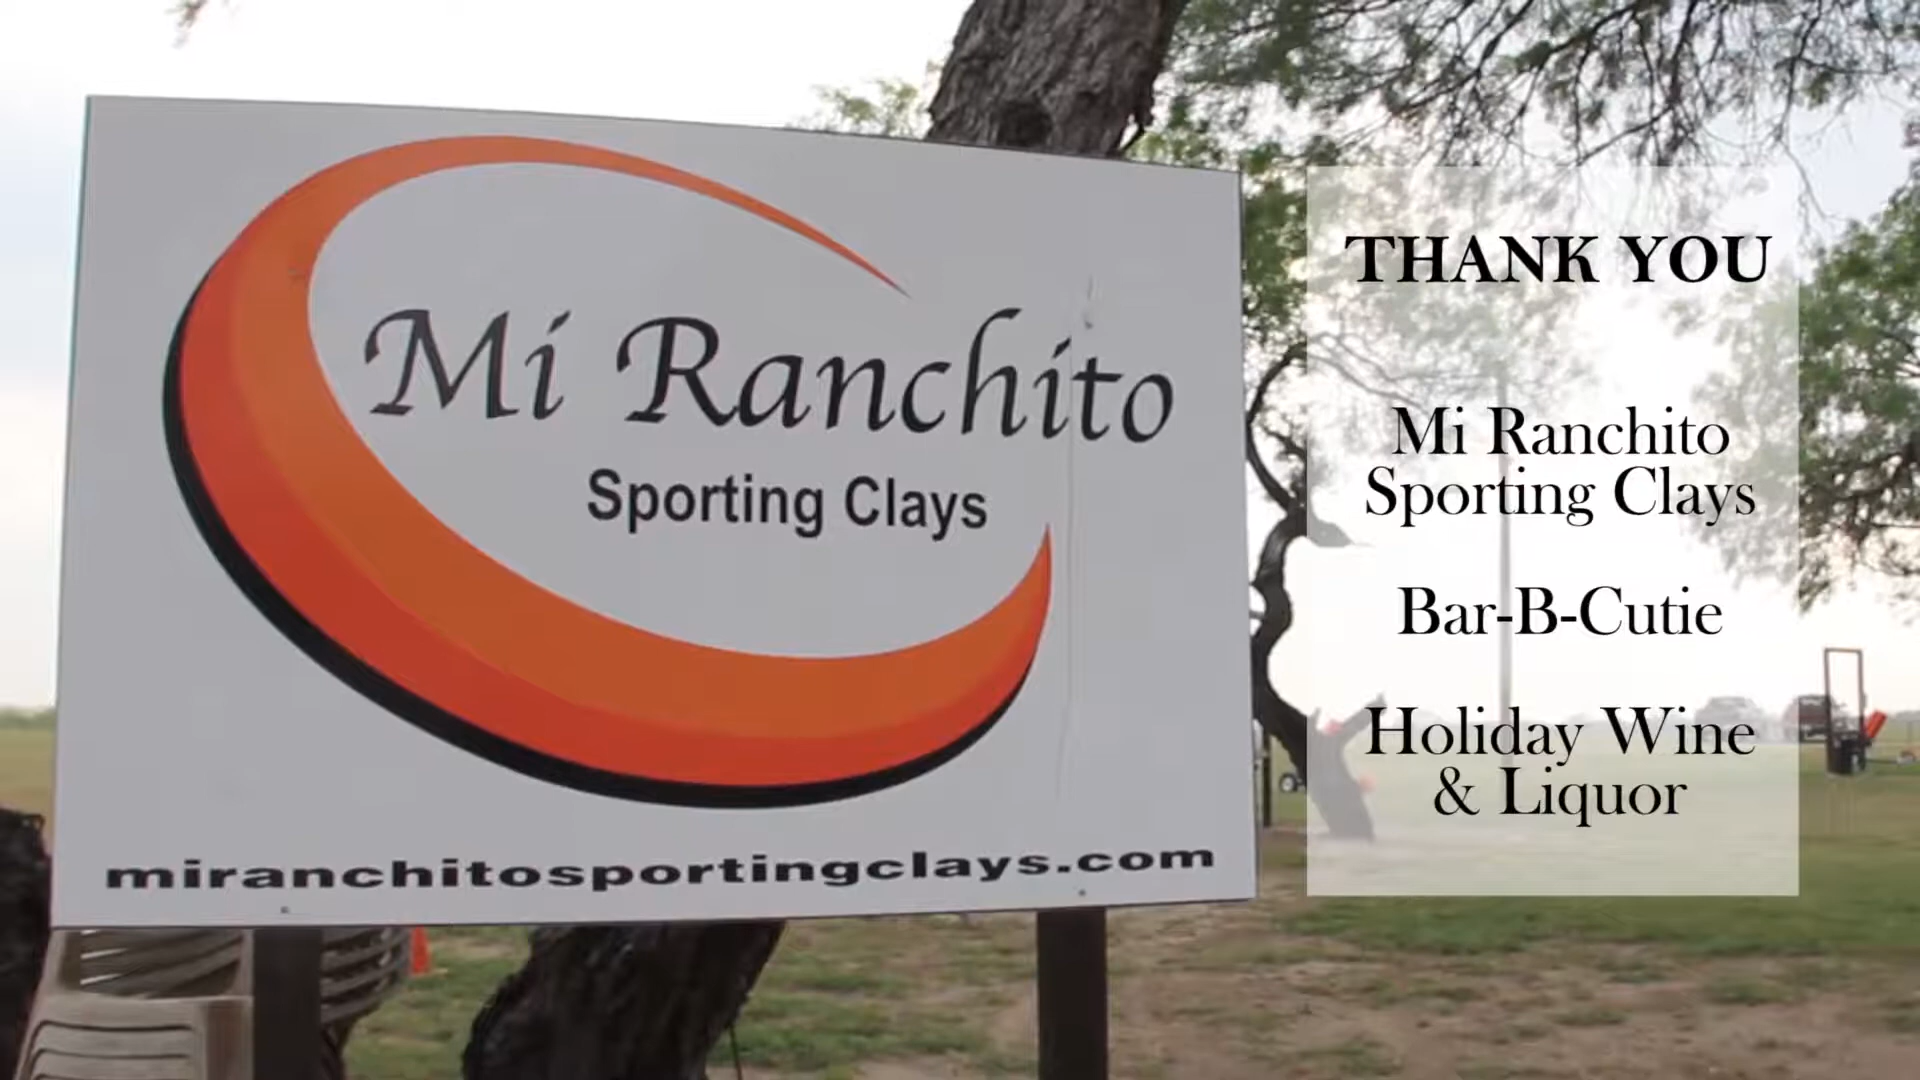 Mi Ranchito
Sporting Clays
miranchitosportingclays.com
THANK YOU
Mi Ranchito
Sporting Clays
Bar-B-Cutie
Holiday Wine
& Liquor